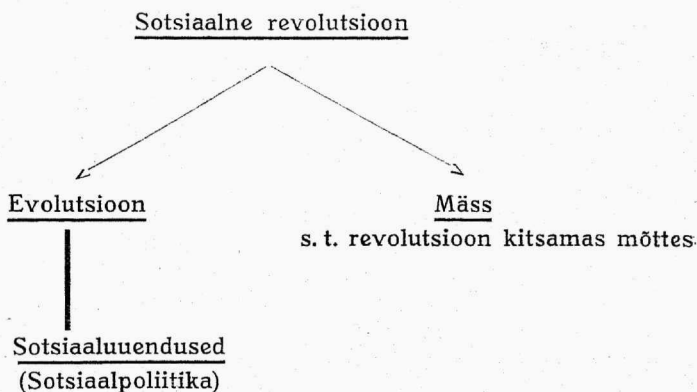 Sotsiaalne revolutsioon
Evolutsioon
Mäss
s. t. revolutsioon kitsamas mõttes
Sotsiaaluuendused
(Sotsiaalpoliitika)